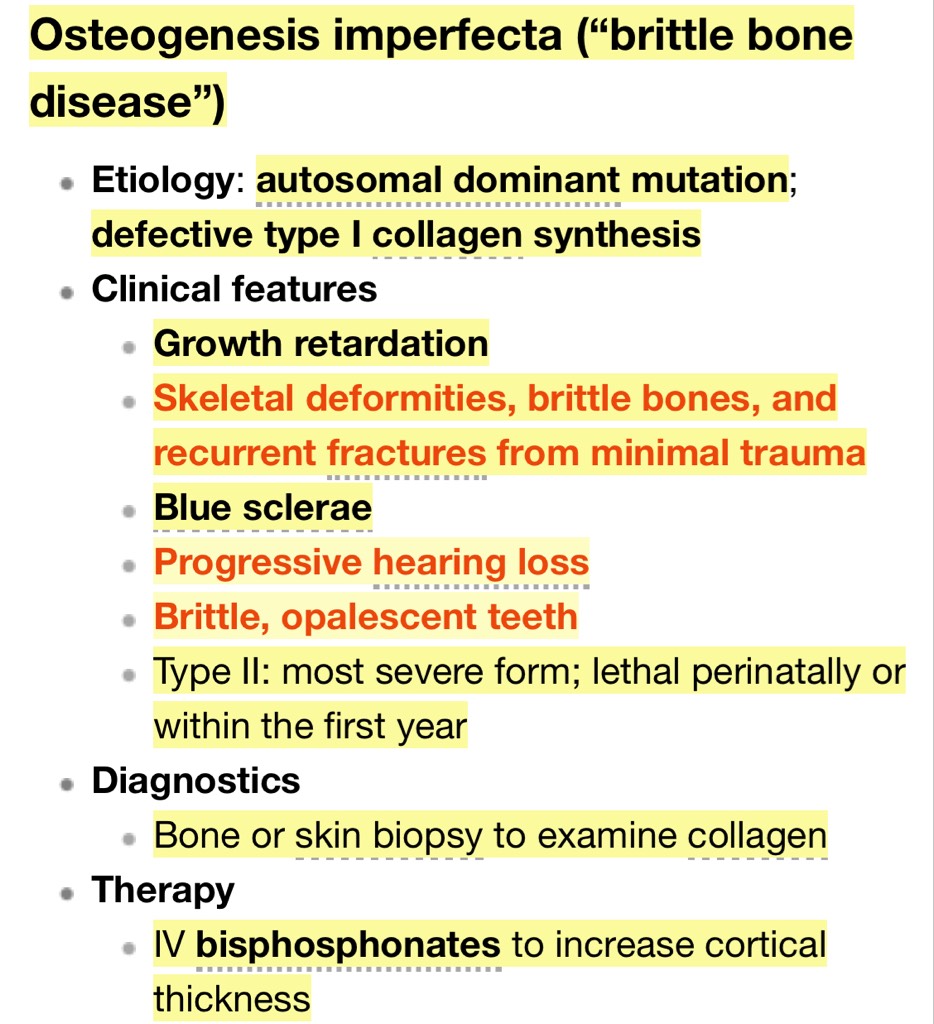 Osteogenesis imperfecta (“brittle bone
disease”)
Etiology: autosomal dominant mutation;
defective type I collagen synthesis
Clinical features
Growth retardation
Skeletal deformities, brittle bones, and
recurrent fractures from minimal trauma
Blue sclerae
Progressive hearing loss
Brittle, opalescent teeth
Type II: most severe form; lethal perinatally or
within the first year
Diagnostics
Bone or skin biopsy to examine collagen
Therapy
IV bisphosphonates to increase cortical
thickness